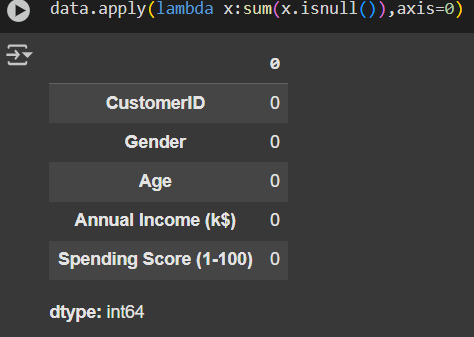 data.apply(lambda x:sum(x.isnull()),axis=0)
0
CustomerID 0
Gender 0
Age 0
Annual Income (k$) 0
Spending Score (1-100) 0
dtype: int64